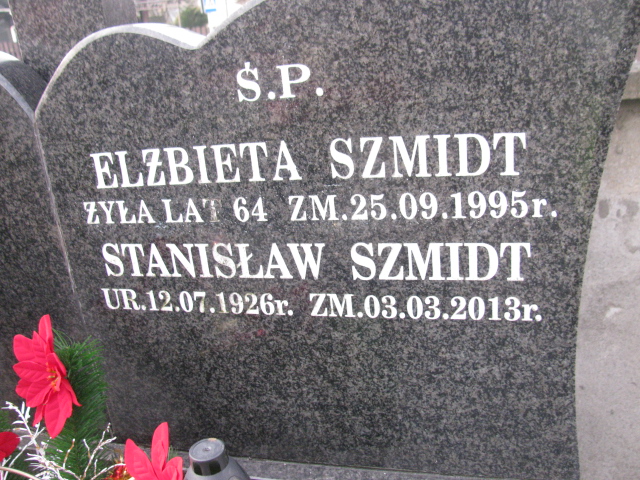 Ś.P.
ELŻBIETA SZMIDT
ŻYŁA LAT 64 ZM.25.09.1995r.
STANISŁAW SZMIDT
UR.12.07.1926r. ZM.03.03.2013r.